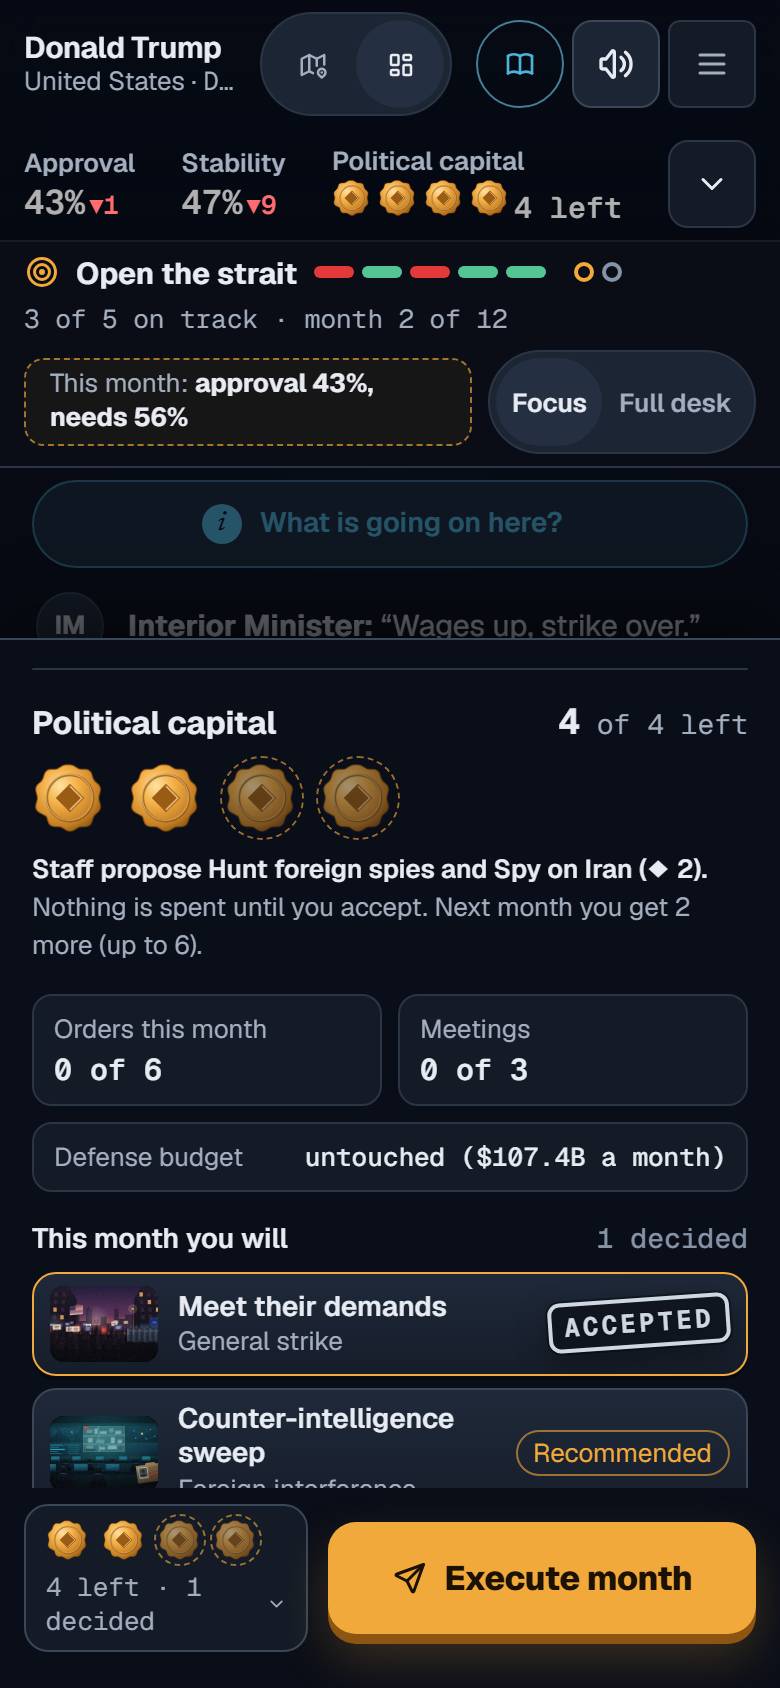 Donald Trump
United States · D…
Approval
43%▼1
Stability
47%▼9
Political capital
4 left
Open the strait
3 of 5 on track · month 2 of 12
This month: approval 43%,
needs 56%
Focus
Full desk
i What is going on here?
IM
Interior Minister: “Wages up, strike over.”
Political capital
4 of 4 left
Staff propose Hunt foreign spies and Spy on Iran (◆ 2).
Nothing is spent until you accept. Next month you get 2
more (up to 6).
Orders this month
0 of 6
Meetings
0 of 3
Defense budget
untouched ($107.4B a month)
This month you will
1 decided
Meet their demands
General strike
ACCEPTED
Counter-intelligence
sweep
Recommended
Foreign interference
4 left · 1
decided
Execute month